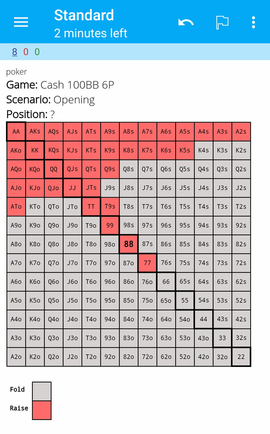 Standard
2 minutes left
8 0 0
poker
Game: Cash 100BB 6P
Scenario: Opening
Position: ?
AA AKs AQs AJs ATs A9s A8s A7s A6s A5s A4s A3s A2s
AKo KK KQs KJs KTs K9s K8s K7s K6s K5s K4s K3s K2s
AQo KQo QQ QJs QTs Q9s Q8s Q7s Q6s Q5s Q4s Q3s Q2s
AJo KJo QJo JJ JTs J9s J8s J7s J6s J5s J4s J3s J2s
ATo KTo QTo JTo TT T9s T8s T7s T6s T5s T4s T3s T2s
A9o K9o Q9o J9o T9o 99 98s 97s 96s 95s 94s 93s 92s
A8o K8o Q8o J8o T8o 98o 88 87s 86s 85s 84s 83s 82s
A7o K7o Q7o J7o T7o 97o 87o 77 76s 75s 74s 73s 72s
A6o K6o Q6o J6o T6o 96o 86o 76o 66 65s 64s 63s 62s
A5o K5o Q5o J5o T5o 95o 85o 75o 65o 55 54s 53s 52s
A4o K4o Q4o J4o T4o 94o 84o 74o 64o 54o 44 43s 42s
A3o K3o Q3o J3o T3o 93o 83o 73o 63o 53o 43o 33 32s
A2o K2o Q2o J2o T2o 92o 82o 72o 62o 52o 42o 32o 22
Fold
Raise